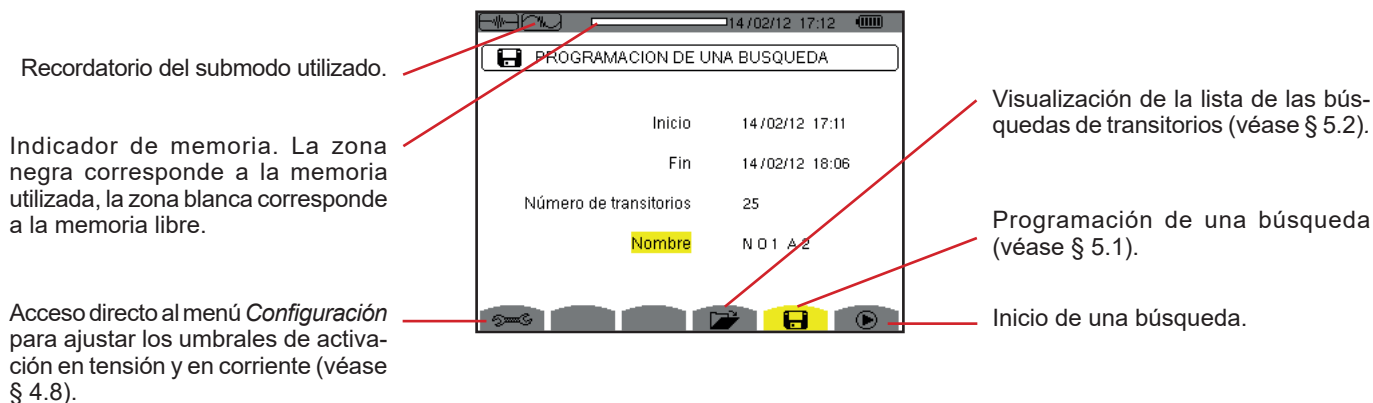 14/02/12 17:12
PROGRAMACION DE UNA BUSQUEDA
Recordatorio del submodo utilizado.
Indicador de memoria. La zona
negra corresponde a la memoria
utilizada, la zona blanca corresponde
a la memoria libre.
Acceso directo al menú Configuración
para ajustar los umbrales de activa-
ción en tensión y en corriente (véase
§ 4.8).
Inicio 14/02/12 17:11
Fin 14/02/12 18:06
Número de transitorios 25
Nombre N O 1 A 2
Visualización de la lista de las bús-
quedas de transitorios (véase § 5.2).
Programación de una búsqueda
(véase § 5.1).
Inicio de una búsqueda.